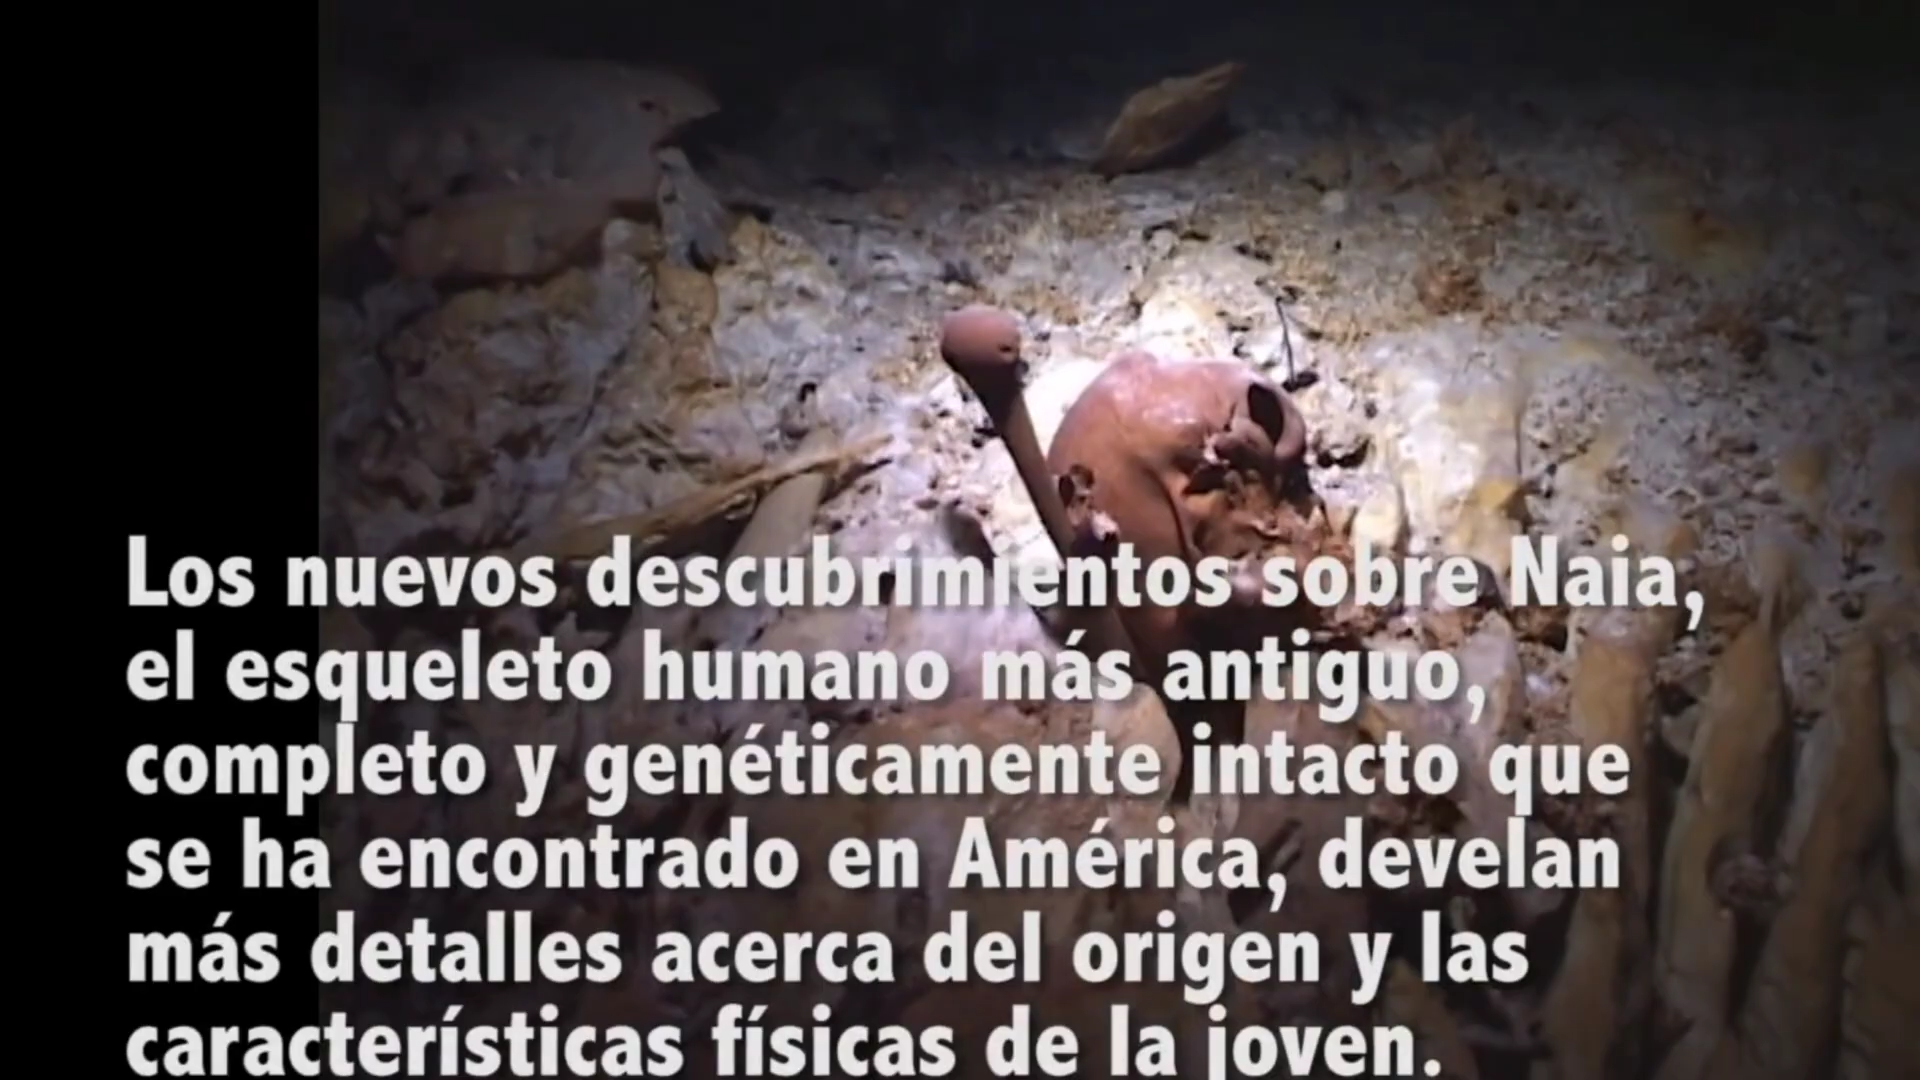 Los nuevos descubrimientos sobre Naia,
el esqueleto humano más antiguo,
completo y genéticamente intacto que
se ha encontrado en América, develan
más detalles acerca del origen y las
características físicas de la joven.